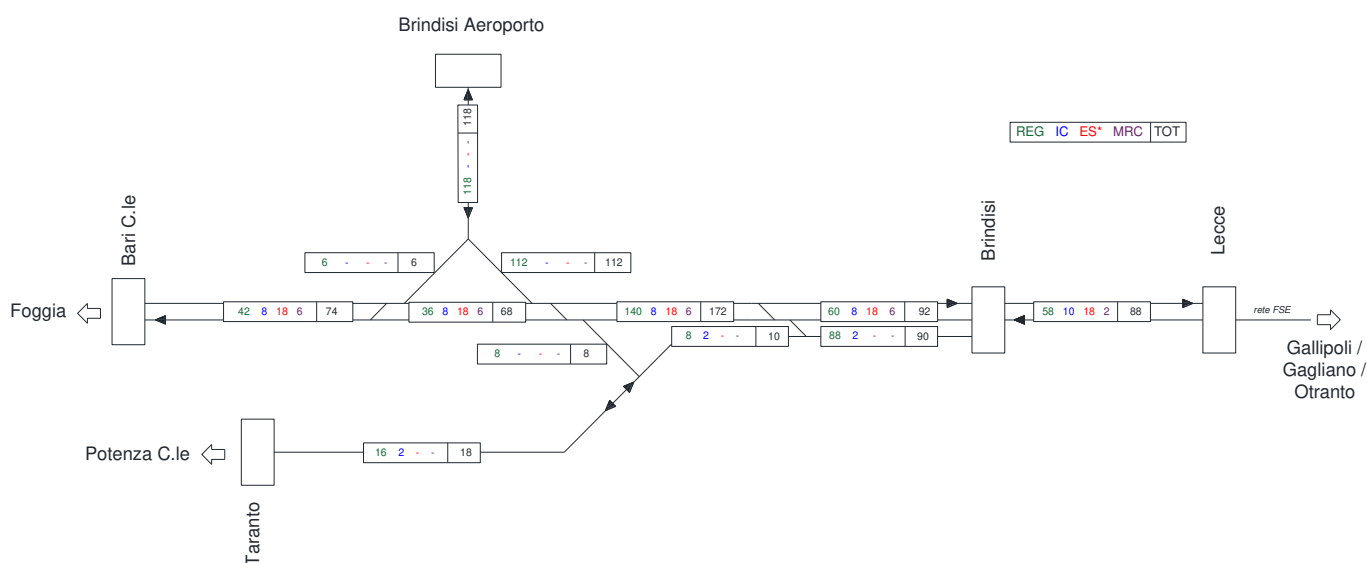 Brindisi Aeroporto
118 - - - 118
REG IC ES* MRC TOT
Bari C.le
Brindisi
Lecce
6 - - - 6
112 - - - 112
Foggia
42 8 18 6 74
36 8 18 6 68
140 8 18 6 172
60 8 18 6 92
58 10 18 2 88
rete FSE
8 - - - 8
8 2 - - 10
88 2 - - 90
Gallipoli /
Gagliano /
Otranto
Potenza C.le
16 2 - - 18
Taranto